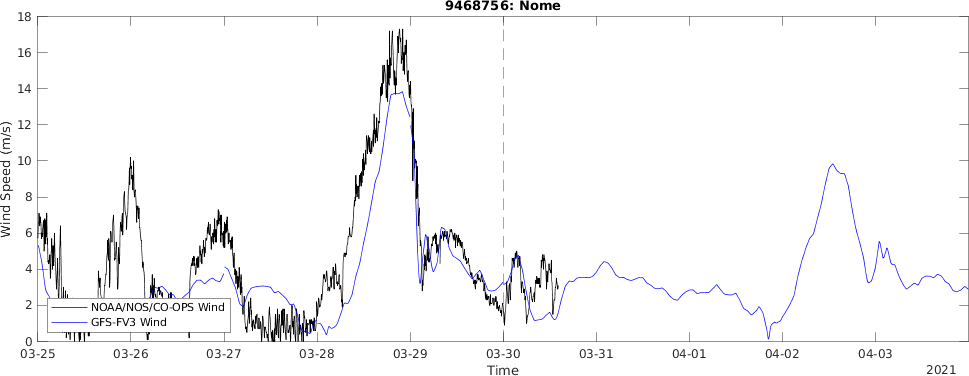 9468756: Nome
18
16
14
12
10
8
6
4
2
0
Wind Speed (m/s)
NOAA/NOS/CO-OPS Wind
GFS-FV3 Wind
03-25 03-26 03-27 03-28 03-29 03-30 03-31 04-01 04-02 04-03
Time
2021